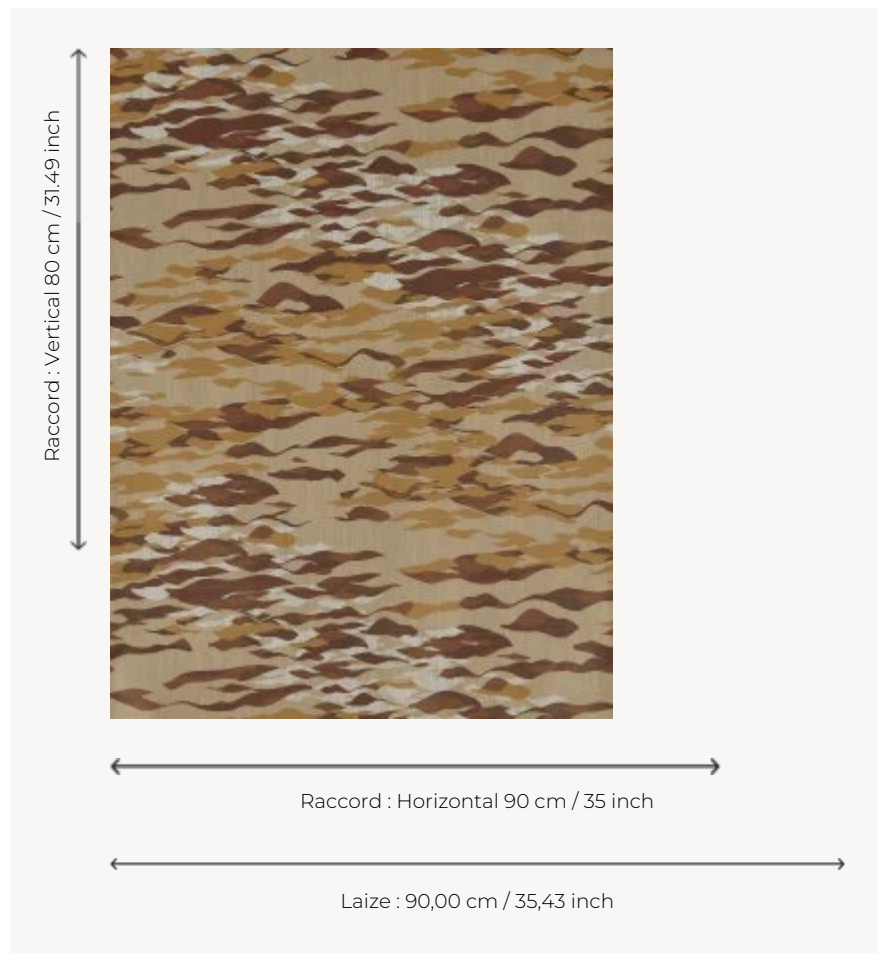 Raccord : Vertical 80 cm / 31.49 inch
Raccord : Horizontal 90 cm / 35 inch
Laize : 90,00 cm / 35,43 inch